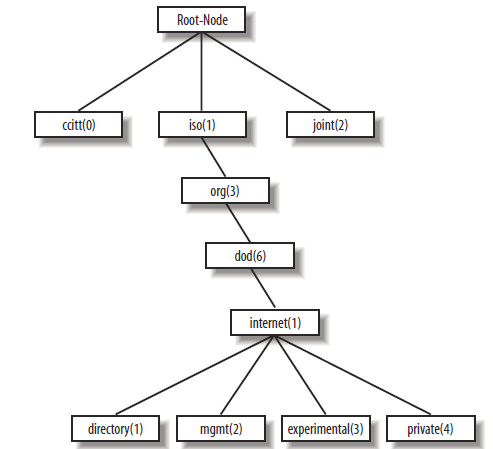 Root-Node
ccitt(0)
iso(1)
joint(2)
org(3)
dod(6)
internet(1)
directory(1)
mgmt(2)
experimental(3)
private(4)